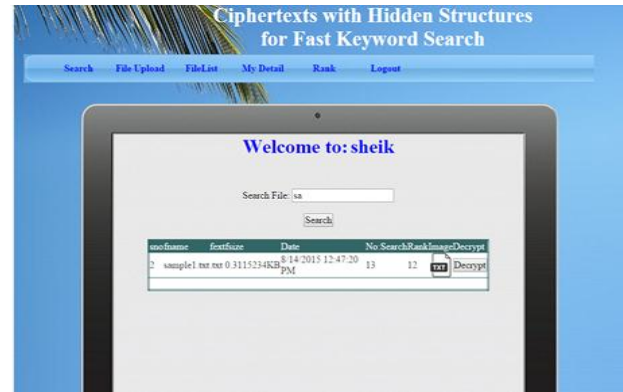 Ciphertexts with Hidden Structures
for Fast Keyword Search
Search File Upload FileList My Detail Rank Logout
Welcome to: sheik
Search File: sa
Search
snofname fextfsize Date No SearchRankImageDecrypt
2 sample1.txt.txt 0.3115234KB 8/14/2015 12:47:20 PM 13 12 TXT Decrypt